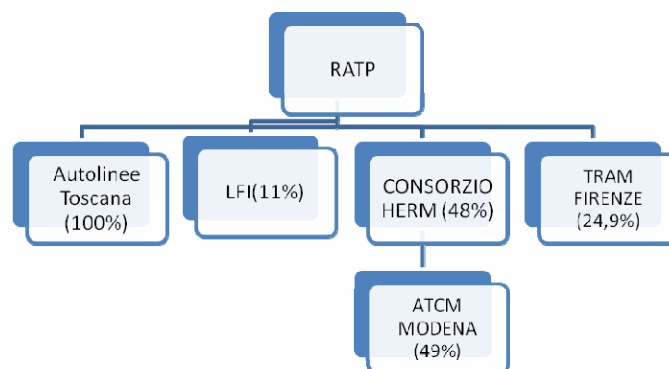 RATP
Autolinee
Toscana
(100%)
LFI(11%)
CONSORZIO
HERM (48%)
TRAM
FIRENZE
(24,9%)
ATCM
MODENA
(49%)